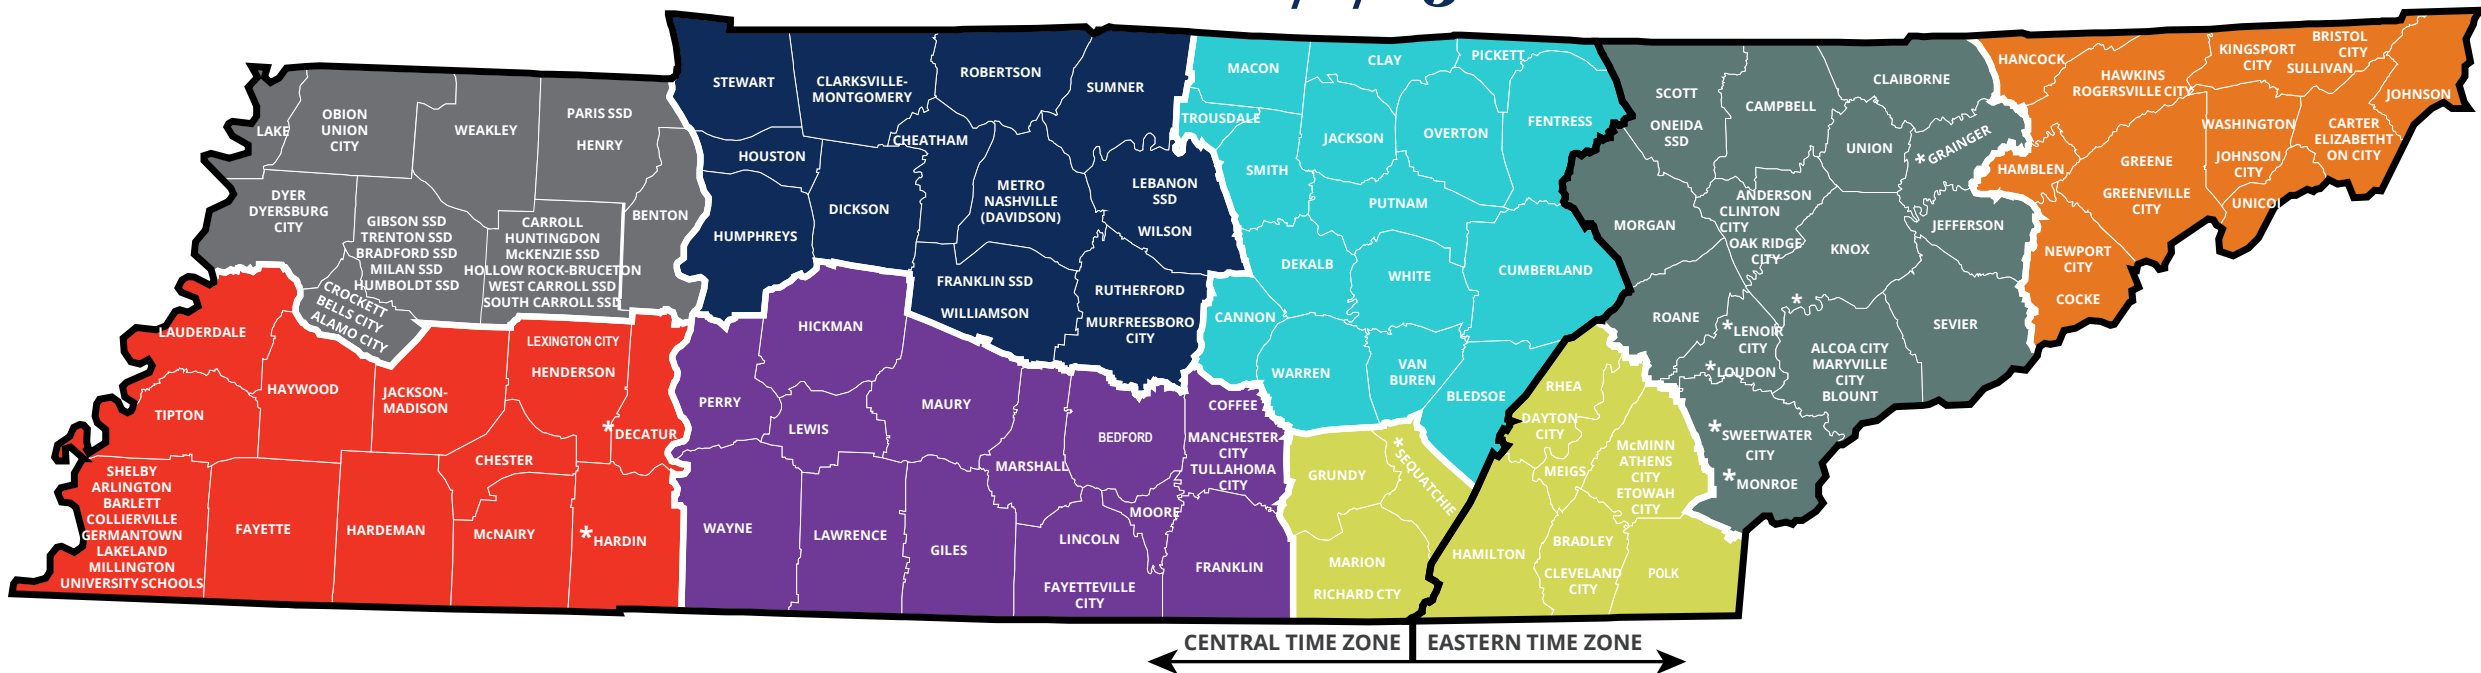 LAKE
OBION
UNION
CITY
WEAKLEY
PARIS SSD
HENRY
BENTON
DYER
DYERSBURG
CITY
GIBSON SSD
TRENTON SSD
BRADFORD SSD
MILAN SSD
HUMBOLDT SSD
CARROLL
HUNTINGDON
McKENZIE SSD
HOLLOW ROCK-BRUCETON
WEST CARROLL SSD
SOUTH CARROLL SSD
CROCKETT
BELLS CITY
ALAMO CITY
LAUDERDALE
TIPTON
HAYWOOD
JACKSON-
MADISON
LEXINGTON CITY
HENDERSON
*DECATUR
CHESTER
SHELBY
ARLINGTON
BARLETT
COLLIERVILLE
GERMANTOWN
LAKELAND
MILLINGTON
UNIVERSITY SCHOOLS
FAYETTE
HARDEMAN
McNAIRY
*HARDIN
STEWART
CLARKSVILLE-
MONTGOMERY
ROBERTSON
SUMNER
HOUSTON
CHEATHAM
HUMPHREYS
DICKSON
METRO
NASHVILLE
(DAVIDSON)
LEBANON
SSD
WILSON
FRANKLIN SSD
WILLIAMSON
RUTHERFORD
MURFREESBORO
CITY
HICKMAN
PERRY
LEWIS
MAURY
MARSHALL
BEDFORD
COFFEE
MANCHESTER
CITY
TULLAHOMA
CITY
MOORE
WAYNE
LAWRENCE
GILES
LINCOLN
FAYETTEVILLE
CITY
FRANKLIN
MACON
CLAY
PICKETT
TROUSDALE
JACKSON
OVERTON
FENTRESS
SMITH
PUTNAM
DEKALB
WHITE
CUMBERLAND
CANNON
WARREN
VAN
BUREN
BLEDSOE
GRUNDY
*SEQUATCHIE
MARION
RICHARD CTY
RHEA
DAYTON
CITY
MEIGS
McMINN
ATHENS
CITY
ETOWAH
CITY
HAMILTON
BRADLEY
CLEVELAND
CITY
POLK
SCOTT
ONEIDA
SSD
CAMPBELL
CLAIBORNE
UNION
*GRAINGER
MORGAN
ANDERSON
CLINTON
CITY
OAK RIDGE
CITY
KNOX
JEFFERSON
ROANE
*LENOIR
CITY
*LOUDON
*
ALCOA CITY
MARYVILLE
CITY
BLOUNT
SEVIER
*SWEETWATER
CITY
*MONROE
HANCOCK
HAWKINS
ROGERSVILLE CITY
KINGSPORT
CITY
BRISTOL
CITY
SULLIVAN
JOHNSON
HAMBLEN
GREENE
GREENEVILLE
CITY
WASHINGTON
JOHNSON
CITY
CARTER
ELIZABETHT
ON CITY
UNICOI
NEWPORT
CITY
COCKE
CENTRAL TIME ZONE
EASTERN TIME ZONE